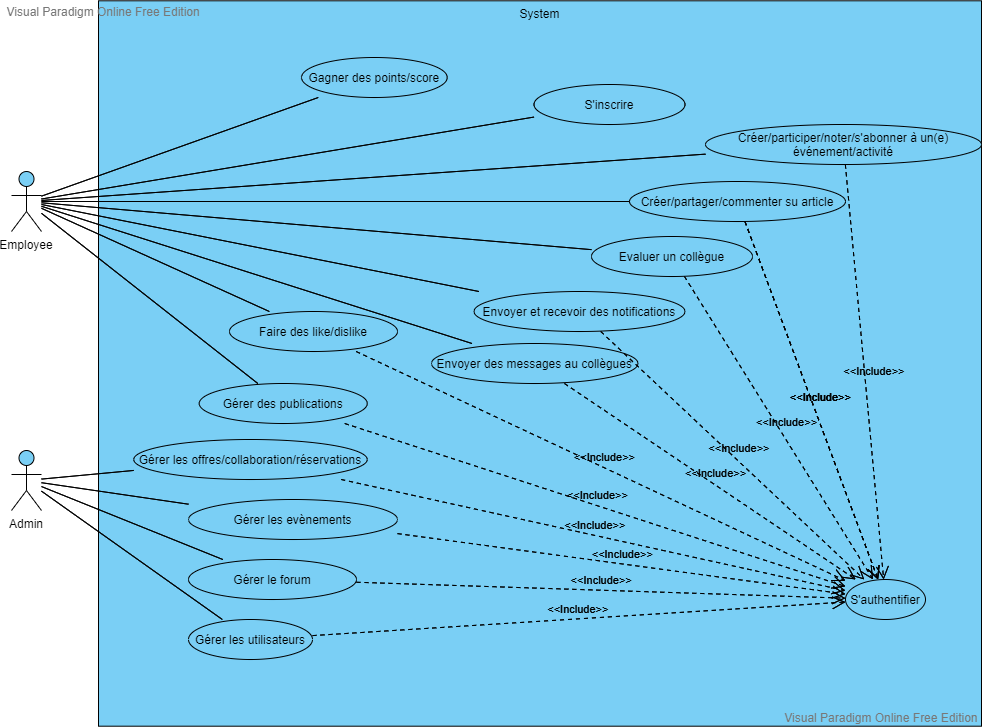 Visual Paradigm Online Free Edition
System
Gagner des points/score
S'inscrire
Créer/participer/noter/s'abonner à un(e)
événement/activité
Créer/partager/commenter su article
Employee
Evaluer un collègue
Envoyer et recevoir des notifications
Faire des like/dislike
Envoyer des messages au collègues
<<Include>>
<<Include>>
Gérer des publications
<<Include>>
<<Include>>
Gérer les offres/collaboration/réservations
<<Include>>
<<Include>>
<<Include>>
Admin
Gérer les evènements
<<Include>>
<<Include>>
Gérer le forum
<<Include>>
S'authentifier
<<Include>>
Gérer les utilisateurs
Visual Paradigm Online Free Edition